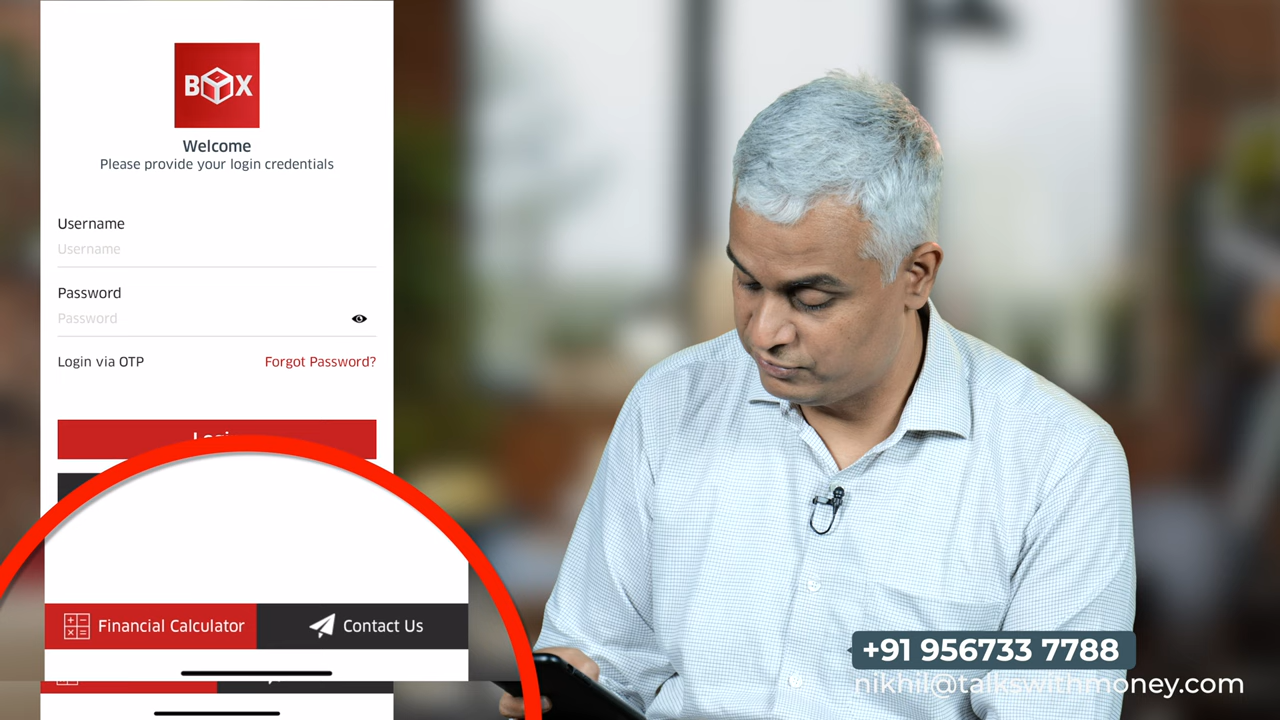 BOX
Welcome
Please provide your login credentials
Username
Username
Password
Password
Login via OTP
Forgot Password?
Login
Financial Calculator
Contact Us
+91 956733 7788
nikhil@talkswithmoney.com